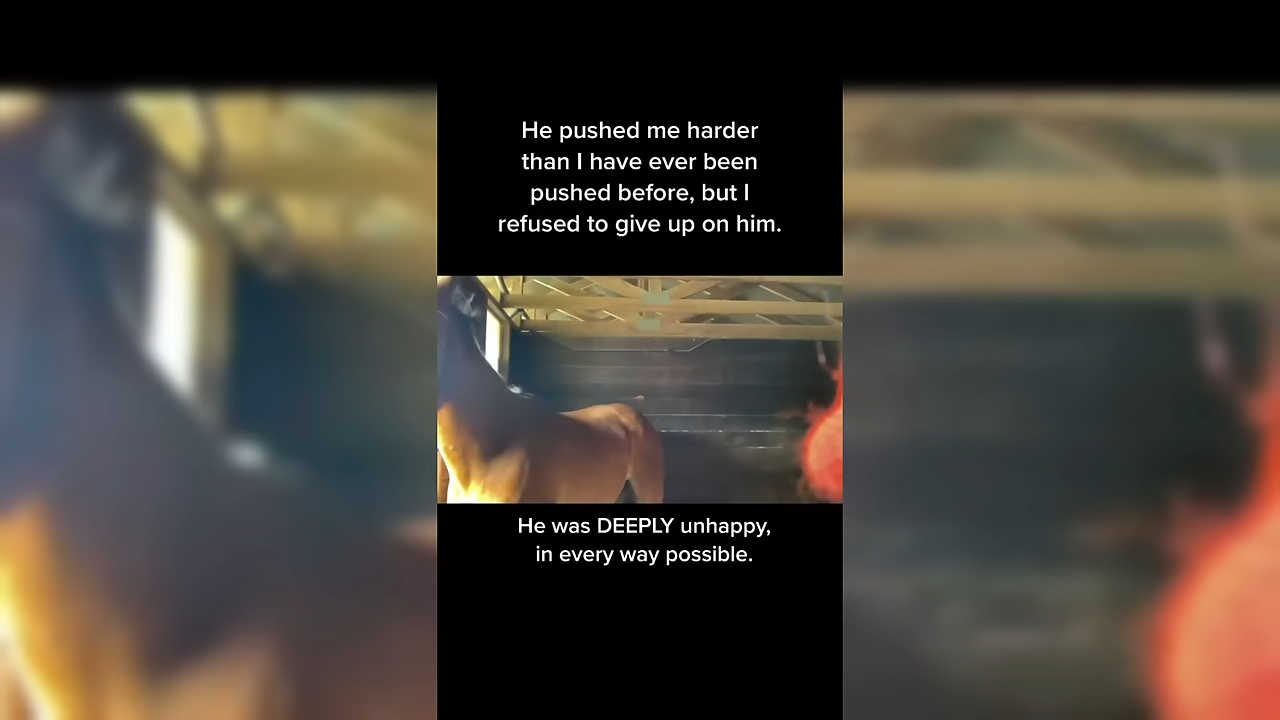 He pushed me harder
than I have ever been
pushed before, but I
refused to give up on him.
He was DEEPLY unhappy,
in every way possible.